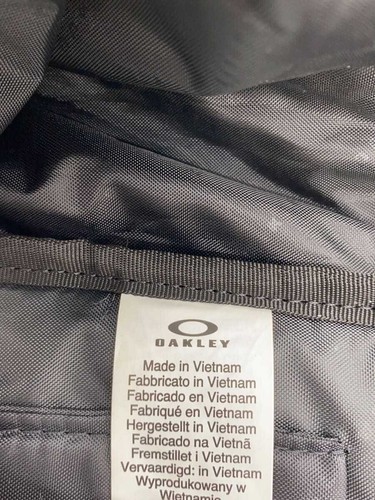 OAKLEY
Made in Vietnam
Fabbricato in Vietnam
Fabricado en Vietnam
Fabriqué en Vietnam
Hergestellt in Vietnam
Fabricado na Vietnã
Fremstillet i Vietnam
Vervaardigd: in Vietnam
Wyprodukowany w
Wietnamie